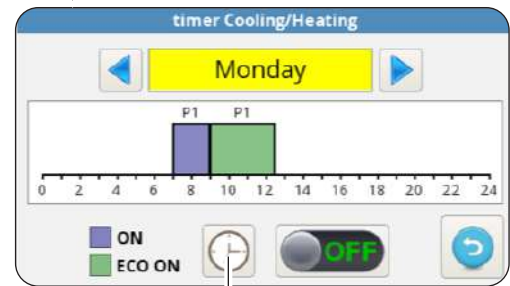 timer Cooling/Heating
Monday
P1 P1
0 2 4 6 8 10 12 14 16 18 20 22 24
ON
ECO ON
OFF